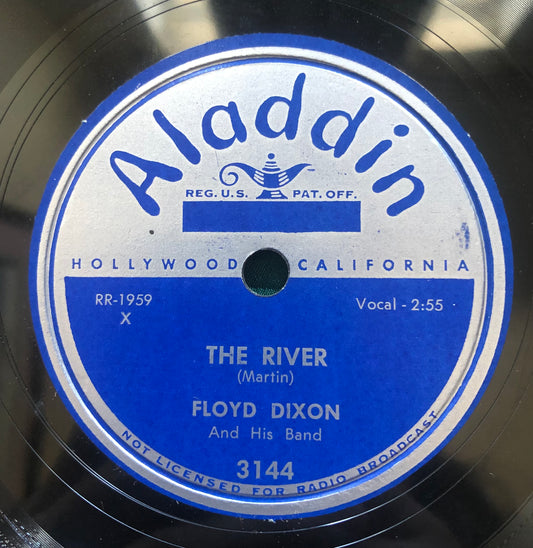 Aladdin
REG. U.S. PAT. OFF.
HOLLYWOOD CALIFORNIA
RR-1959
X
Vocal - 2:55
THE RIVER
(Martin)
FLOYD DIXON
And His Band
3144
NOT LICENSED FOR RADIO BROADCAST